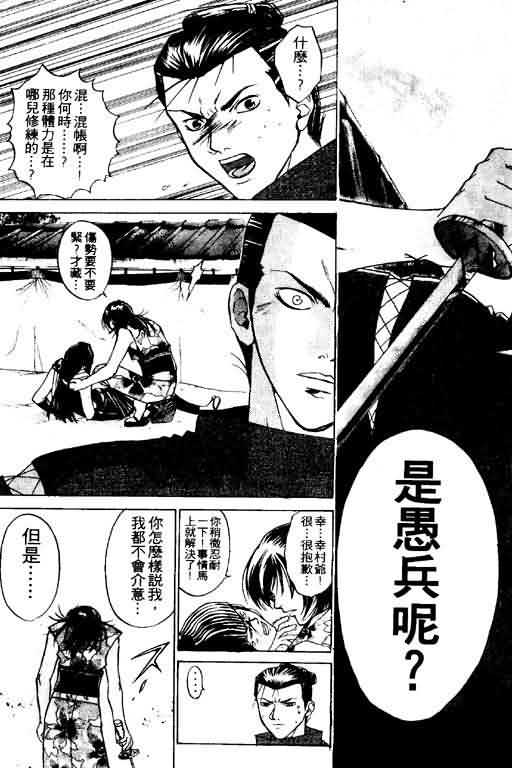 是愚兵呢？
什麼…？
混…混帳啊…！
你何時………？
那種體力是在
哪兒修練的…？
傷勢要不要
緊？才藏…
幸…幸村爺！
很…很抱歉…
你稍微忍耐
一下！事情馬
上就解決了！
……
你怎麼樣說我，
我都不會介意…
但是……